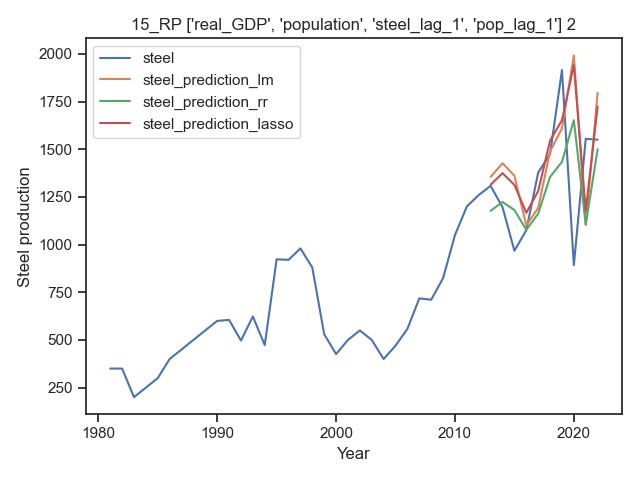 15_RP ['real_GDP', 'population', 'steel_lag_1', 'pop_lag_1'] 2
steel
steel_prediction_lm
steel_prediction_rr
steel_prediction_lasso
Steel production
2000
1750
1500
1250
1000
750
500
250
1980
1990
2000
2010
2020
Year